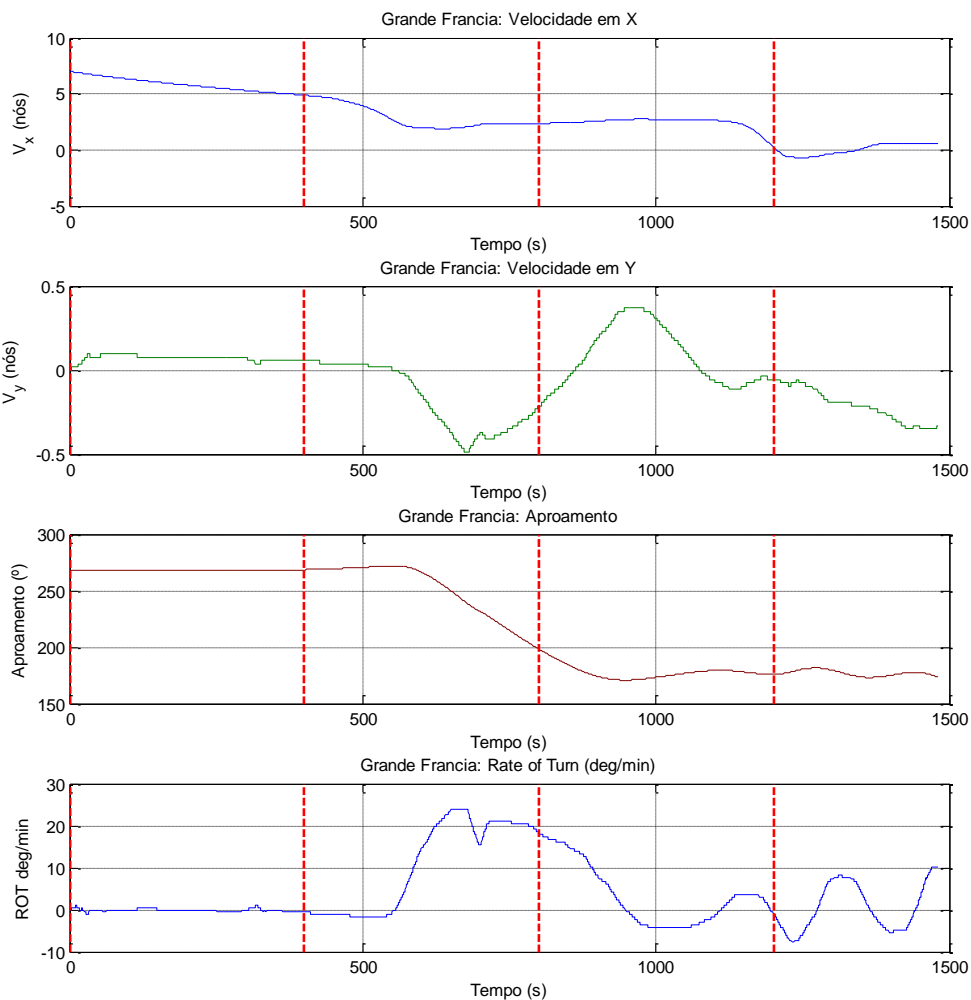 Grande Francia: Velocidade em X
10
5
0
-5
V_x (nós)
0 500 1000 1500
Tempo (s)
Grande Francia: Velocidade em Y
0.5
0
-0.5
V_y (nós)
0 500 1000 1500
Tempo (s)
Grande Francia: Aproamento
300
250
200
150
Aproamento (º)
0 500 1000 1500
Tempo (s)
Grande Francia: Rate of Turn (deg/min)
30
20
10
0
-10
ROT deg/min
0 500 1000 1500
Tempo (s)